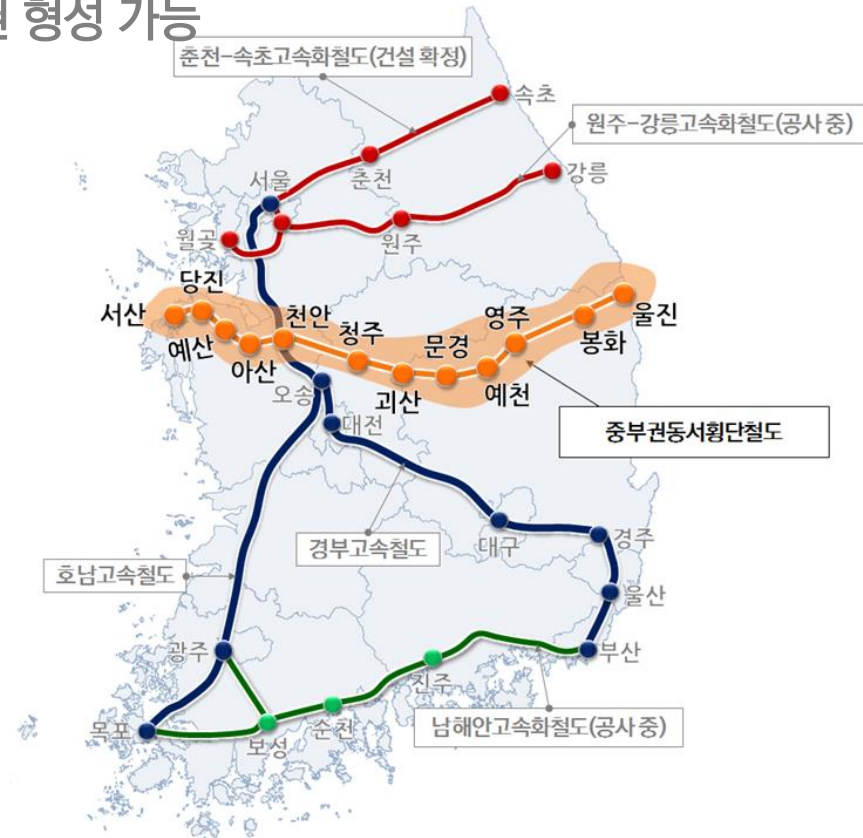 형성 가능
춘천-속초고속화철도(건설 확정)
속초
원주-강릉고속화철도(공사 중)
서울
춘천
강릉
월곶
원주
당진
서산
천안
영주
울진
예산
청주
문경
봉화
아산
괴산
예천
오송
중부권동서횡단철도
대전
경부고속철도
대구
경주
호남고속철도
울산
광주
부산
진주
순천
목포
보성
남해안고속화철도(공사 중)